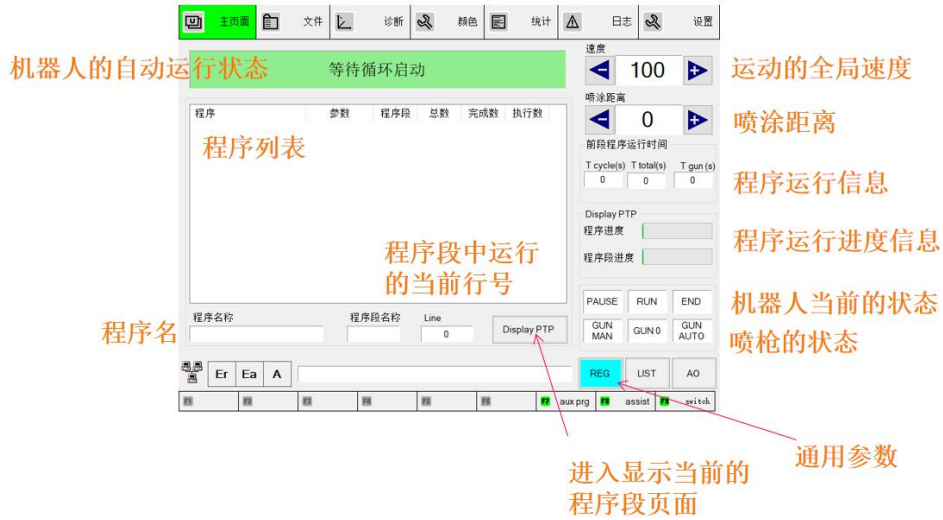 主页面 文件 诊断 颜色 统计 日志 设置
机器人的自动运行状态
等待循环启动
速度
100
运动的全局速度
喷涂距离
0
喷涂距离
程序 参数 程序段 总数 完成数 执行数
程序列表
前段程序运行时间
T cycle(s) T total(s) T gun (s)
0 0 0
程序运行信息
Display PTP
程序进度
程序段进度
程序运行进度信息
程序段中运行
的当前行号
PAUSE RUN END
机器人当前的状态
GUN MAN GUN 0 GUN AUTO
喷枪的状态
程序名称 程序段名称 Line
0
Display PTP
程序名
Er Ea A
REG LIST AO
F1 F2 F3 F4 F5 F6 F7 aux prg F8 assist F9 switch
通用参数
进入显示当前的
程序段页面